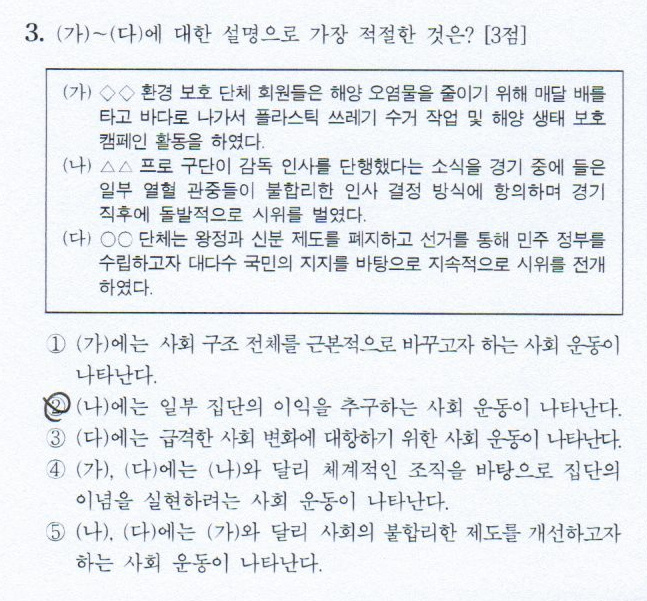 3. (가)~(다)에 대한 설명으로 가장 적절한 것은? [3점]
(가) ◇◇ 환경 보호 단체 회원들은 해양 오염물을 줄이기 위해 매달 배를
타고 바다로 나가서 플라스틱 쓰레기 수거 작업 및 해양 생태 보호
캠페인 활동을 하였다.
(나) △△ 프로 구단이 감독 인사를 단행했다는 소식을 경기 중에 들은
일부 열혈 관중들이 불합리한 인사 결정 방식에 항의하며 경기
직후에 돌발적으로 시위를 벌였다.
(다) ○○ 단체는 왕정과 신분 제도를 폐지하고 선거를 통해 민주 정부를
수립하고자 대다수 국민의 지지를 바탕으로 지속적으로 시위를 전개
하였다.
① (가)에는 사회 구조 전체를 근본적으로 바꾸고자 하는 사회 운동이
나타난다.
② (나)에는 일부 집단의 이익을 추구하는 사회 운동이 나타난다.
③ (다)에는 급격한 사회 변화에 대항하기 위한 사회 운동이 나타난다.
④ (가), (다)에는 (나)와 달리 체계적인 조직을 바탕으로 집단의
이념을 실현하려는 사회 운동이 나타난다.
⑤ (나), (다)에는 (가)와 달리 사회의 불합리한 제도를 개선하고자
하는 사회 운동이 나타난다.